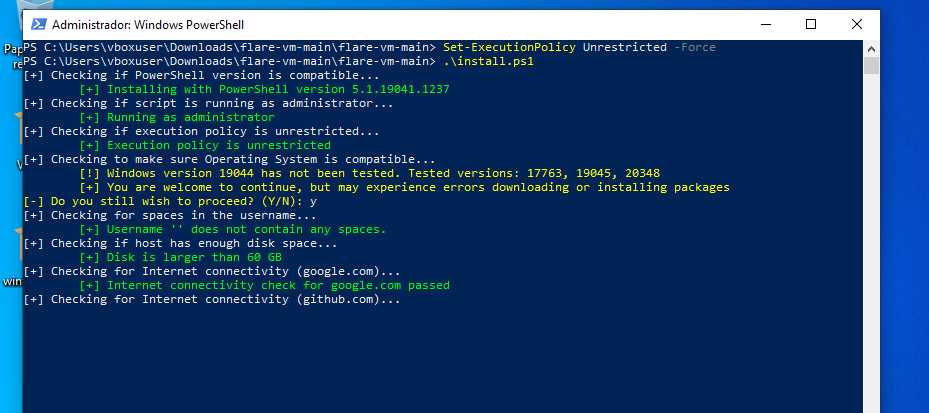 Administrador: Windows PowerShell
PS C:\Users\vboxuser\Downloads\flare-vm-main\flare-vm-main> Set-ExecutionPolicy Unrestricted -Force
PS C:\Users\vboxuser\Downloads\flare-vm-main\flare-vm-main> .\install.ps1
[+] Checking if PowerShell version is compatible...
[+] Installing with PowerShell version 5.1.19041.1237
[+] Checking if script is running as administrator...
[+] Running as administrator
[+] Checking if execution policy is unrestricted...
[+] Execution policy is unrestricted
[+] Checking to make sure Operating System is compatible...
[!] Windows version 19044 has not been tested. Tested versions: 17763, 19045, 20348
[+] You are welcome to continue, but may experience errors downloading or installing packages
[-] Do you still wish to proceed? (Y/N): y
[+] Checking for spaces in the username...
[+] Username '' does not contain any spaces.
[+] Checking if host has enough disk space...
[+] Disk is larger than 60 GB
[+] Checking for Internet connectivity (google.com)...
[+] Internet connectivity check for google.com passed
[+] Checking for Internet connectivity (github.com)...